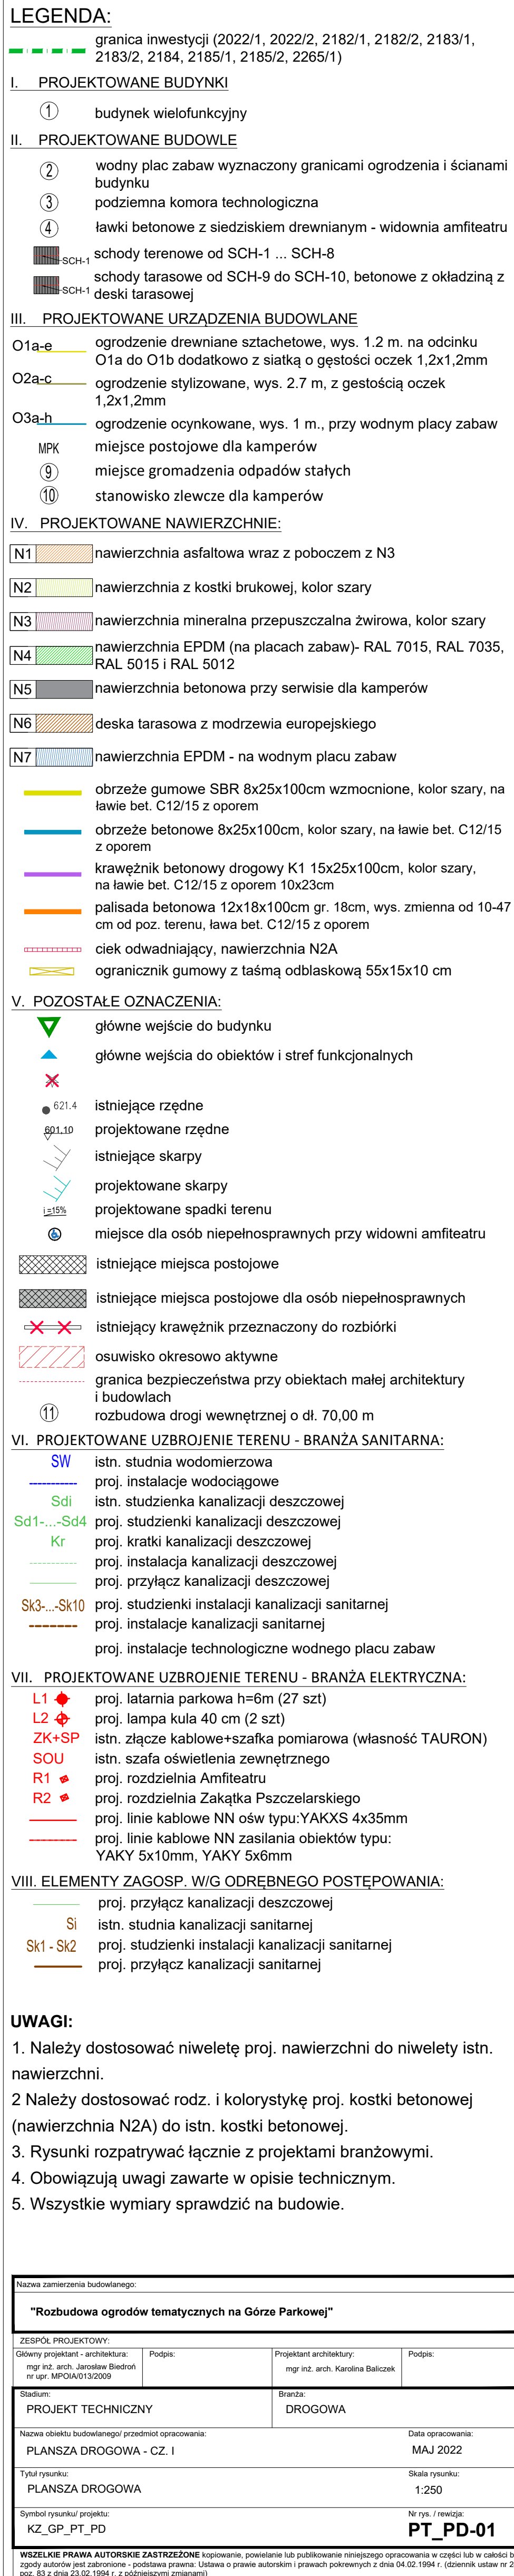 LEGENDA:
granica inwestycji (2022/1, 2022/2, 2182/1, 2182/2, 2183/1,
2183/2, 2184, 2185/1, 2185/2, 2265/1)
I. PROJEKTOWANE BUDYNKI
1 budynek wielofunkcyjny
II. PROJEKTOWANE BUDOWLE
2 wodny plac zabaw wyznaczony granicami ogrodzenia i ścianami
budynku
3 podziemna komora technologiczna
4 ławki betonowe z siedziskiem drewnianym - widownia amfiteatru
SCH-1 schody terenowe od SCH-1 ... SCH-8
SCH-1 schody tarasowe od SCH-9 do SCH-10, betonowe z okładziną z
deski tarasowej
III. PROJEKTOWANE URZĄDZENIA BUDOWLANE
O1a-e ogrodzenie drewniane sztachetowe, wys. 1.2 m. na odcinku
O1a do O1b dodatkowo z siatką o gęstości oczek 1,2x1,2mm
O2a-c ogrodzenie stylizowane, wys. 2.7 m, z gestością oczek
1,2x1,2mm
O3a-h ogrodzenie ocynkowane, wys. 1 m., przy wodnym placy zabaw
MPK miejsce postojowe dla kamperów
9 miejsce gromadzenia odpadów stałych
10 stanowisko zlewcze dla kamperów
IV. PROJEKTOWANE NAWIERZCHNIE:
N1 nawierzchnia asfaltowa wraz z poboczem z N3
N2 nawierzchnia z kostki brukowej, kolor szary
N3 nawierzchnia mineralna przepuszczalna żwirowa, kolor szary
N4 nawierzchnia EPDM (na placach zabaw)- RAL 7015, RAL 7035,
RAL 5015 i RAL 5012
N5 nawierzchnia betonowa przy serwisie dla kamperów
N6 deska tarasowa z modrzewia europejskiego
N7 nawierzchnia EPDM - na wodnym placu zabaw
obrzeże gumowe SBR 8x25x100cm wzmocnione, kolor szary, na
ławie bet. C12/15 z oporem
obrzeże betonowe 8x25x100cm, kolor szary, na ławie bet. C12/15
z oporem
krawężnik betonowy drogowy K1 15x25x100cm, kolor szary,
na ławie bet. C12/15 z oporem 10x23cm
palisada betonowa 12x18x100cm gr. 18cm, wys. zmienna od 10-47
cm od poz. terenu, ława bet. C12/15 z oporem
ciek odwadniający, nawierzchnia N2A
ogranicznik gumowy z taśmą odblaskową 55x15x10 cm
V. POZOSTAŁE OZNACZENIA:
główne wejście do budynku
główne wejścia do obiektów i stref funkcjonalnych
621.4 istniejące rzędne
601,10 projektowane rzędne
istniejące skarpy
projektowane skarpy
i =15% projektowane spadki terenu
miejsce dla osób niepełnosprawnych przy widowni amfiteatru
istniejące miejsca postojowe
istniejące miejsca postojowe dla osób niepełnosprawnych
istniejący krawężnik przeznaczony do rozbiórki
osuwisko okresowo aktywne
granica bezpieczeństwa przy obiektach małej architektury
i budowlach
11 rozbudowa drogi wewnętrznej o dł. 70,00 m
VI. PROJEKTOWANE UZBROJENIE TERENU - BRANŻA SANITARNA:
SW istn. studnia wodomierzowa
proj. instalacje wodociągowe
Sdi istn. studzienka kanalizacji deszczowej
Sd1-...-Sd4 proj. studzienki kanalizacji deszczowej
Kr proj. kratki kanalizacji deszczowej
proj. instalacja kanalizacji deszczowej
proj. przyłącz kanalizacji deszczowej
Sk3-...-Sk10 proj. studzienki instalacji kanalizacji sanitarnej
proj. instalacje kanalizacji sanitarnej
proj. instalacje technologiczne wodnego placu zabaw
VII. PROJEKTOWANE UZBROJENIE TERENU - BRANŻA ELEKTRYCZNA:
L1 proj. latarnia parkowa h=6m (27 szt)
L2 proj. lampa kula 40 cm (2 szt)
ZK+SP istn. złącze kablowe+szafka pomiarowa (własność TAURON)
SOU istn. szafa oświetlenia zewnętrznego
R1 proj. rozdzielnia Amfiteatru
R2 proj. rozdzielnia Zakątka Pszczelarskiego
proj. linie kablowe NN ośw typu:YAKXS 4x35mm
proj. linie kablowe NN zasilania obiektów typu:
YAKY 5x10mm, YAKY 5x6mm
VIII. ELEMENTY ZAGOSP. W/G ODRĘBNEGO POSTĘPOWANIA:
proj. przyłącz kanalizacji deszczowej
Si istn. studnia kanalizacji sanitarnej
Sk1 - Sk2 proj. studzienki instalacji kanalizacji sanitarnej
proj. przyłącz kanalizacji sanitarnej
UWAGI:
1. Należy dostosować niweletę proj. nawierzchni do niwelety istn.
nawierzchni.
2 Należy dostosować rodz. i kolorystykę proj. kostki betonowej
(nawierzchnia N2A) do istn. kostki betonowej.
3. Rysunki rozpatrywać łącznie z projektami branżowymi.
4. Obowiązują uwagi zawarte w opisie technicznym.
5. Wszystkie wymiary sprawdzić na budowie.
Nazwa zamierzenia budowlanego:
"Rozbudowa ogrodów tematycznych na Górze Parkowej"
ZESPÓŁ PROJEKTOWY:
Główny projektant - architektura: Podpis: Projektant architektury: Podpis:
mgr inż. arch. Jarosław Biedroń mgr inż. arch. Karolina Baliczek
nr upr. MPOIA/013/2009
Stadium: Branża:
PROJEKT TECHNICZNY DROGOWA
Nazwa obiektu budowlanego/ przedmiot opracowania: Data opracowania:
PLANSZA DROGOWA - CZ. I MAJ 2022
Tytuł rysunku: Skala rysunku:
PLANSZA DROGOWA 1:250
Symbol rysunku/ projektu: Nr rys. / rewizja:
KZ_GP_PT_PD PT_PD-01
WSZELKIE PRAWA AUTORSKIE ZASTRZEŻONE kopiowanie, powielanie lub publikowanie niniejszego opracowania w części lub w całości b
zgody autorów jest zabronione - podstawa prawna: Ustawa o prawie autorskim i prawach pokrewnych z dnia 04.02.1994 r. (dziennik ustaw nr 2
poz. 83 z dnia 23.02.1994 r. z późniejszymi zmianami)